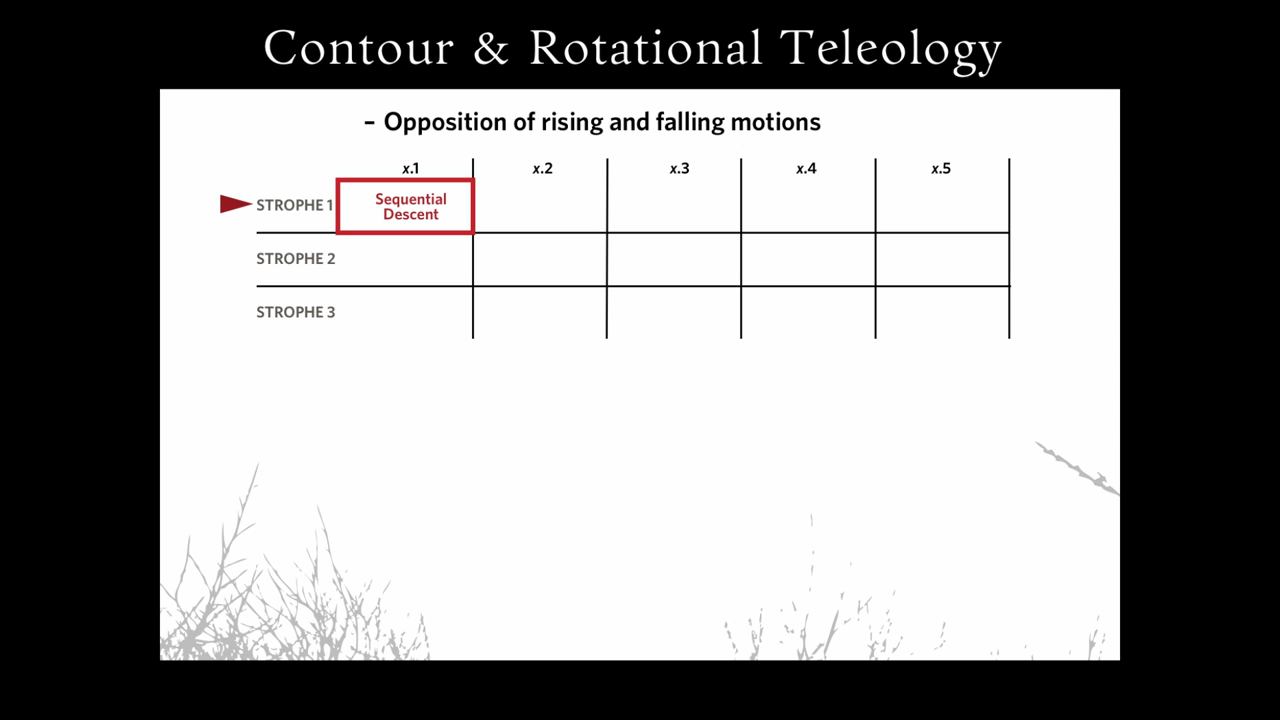 Contour & Rotational Teleology
– Opposition of rising and falling motions
x.1 x.2 x.3 x.4 x.5
STROPHE 1 Sequential
Descent
STROPHE 2
STROPHE 3